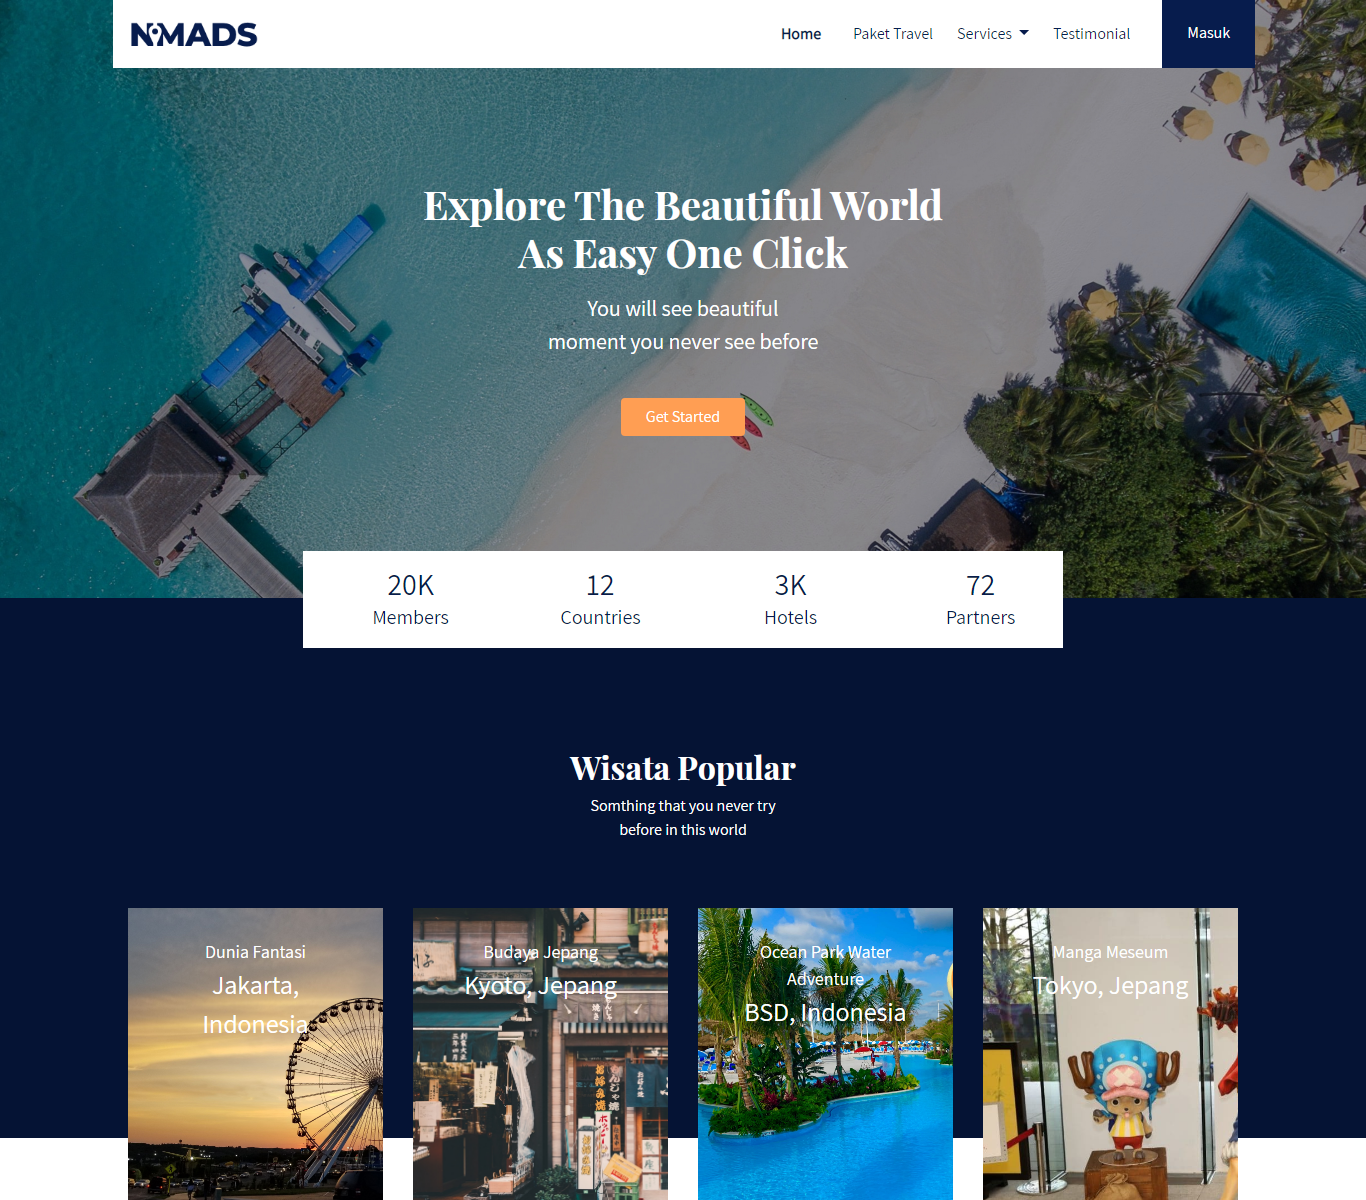 NOMADS
Home Paket Travel Services Testimonial Masuk
Explore The Beautiful World
As Easy One Click
You will see beautiful
moment you never see before
Get Started
20K 12 3K 72
Members Countries Hotels Partners
Wisata Popular
Somthing that you never try
before in this world
Dunia Fantasi
Jakarta,
Indonesia
Budaya Jepang
Kyoto, Jepang
Ocean Park Water
Adventure
BSD, Indonesia
Manga Meseum
Tokyo, Jepang